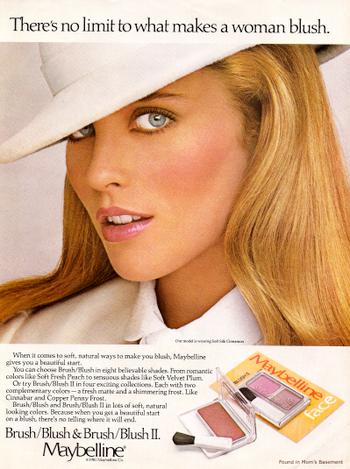 There's no limit to what makes a woman blush.
Our model is wearing Soft Silk Cinnamon
When it comes to soft, natural ways to make you blush, Maybelline
gives you a beautiful start.
You can choose Brush/Blush in eight believable shades. From romantic
colors like Soft Fresh Peach to sensuous shades like Soft Velvet Plum.
Or try Brush/Blush II in four exciting collections. Each with two
complementary colors—a fresh matte and a shimmering frost. Like
Cinnabar and Copper Penny Frost.
Brush/Blush and Brush/Blush II in lots of soft, natural
looking colors. Because when you get a beautiful start
on a blush, there's no telling where it will end.
Brush/Blush & Brush/Blush II.
Maybelline®
Maybelline
face
Found in Mom's Basement